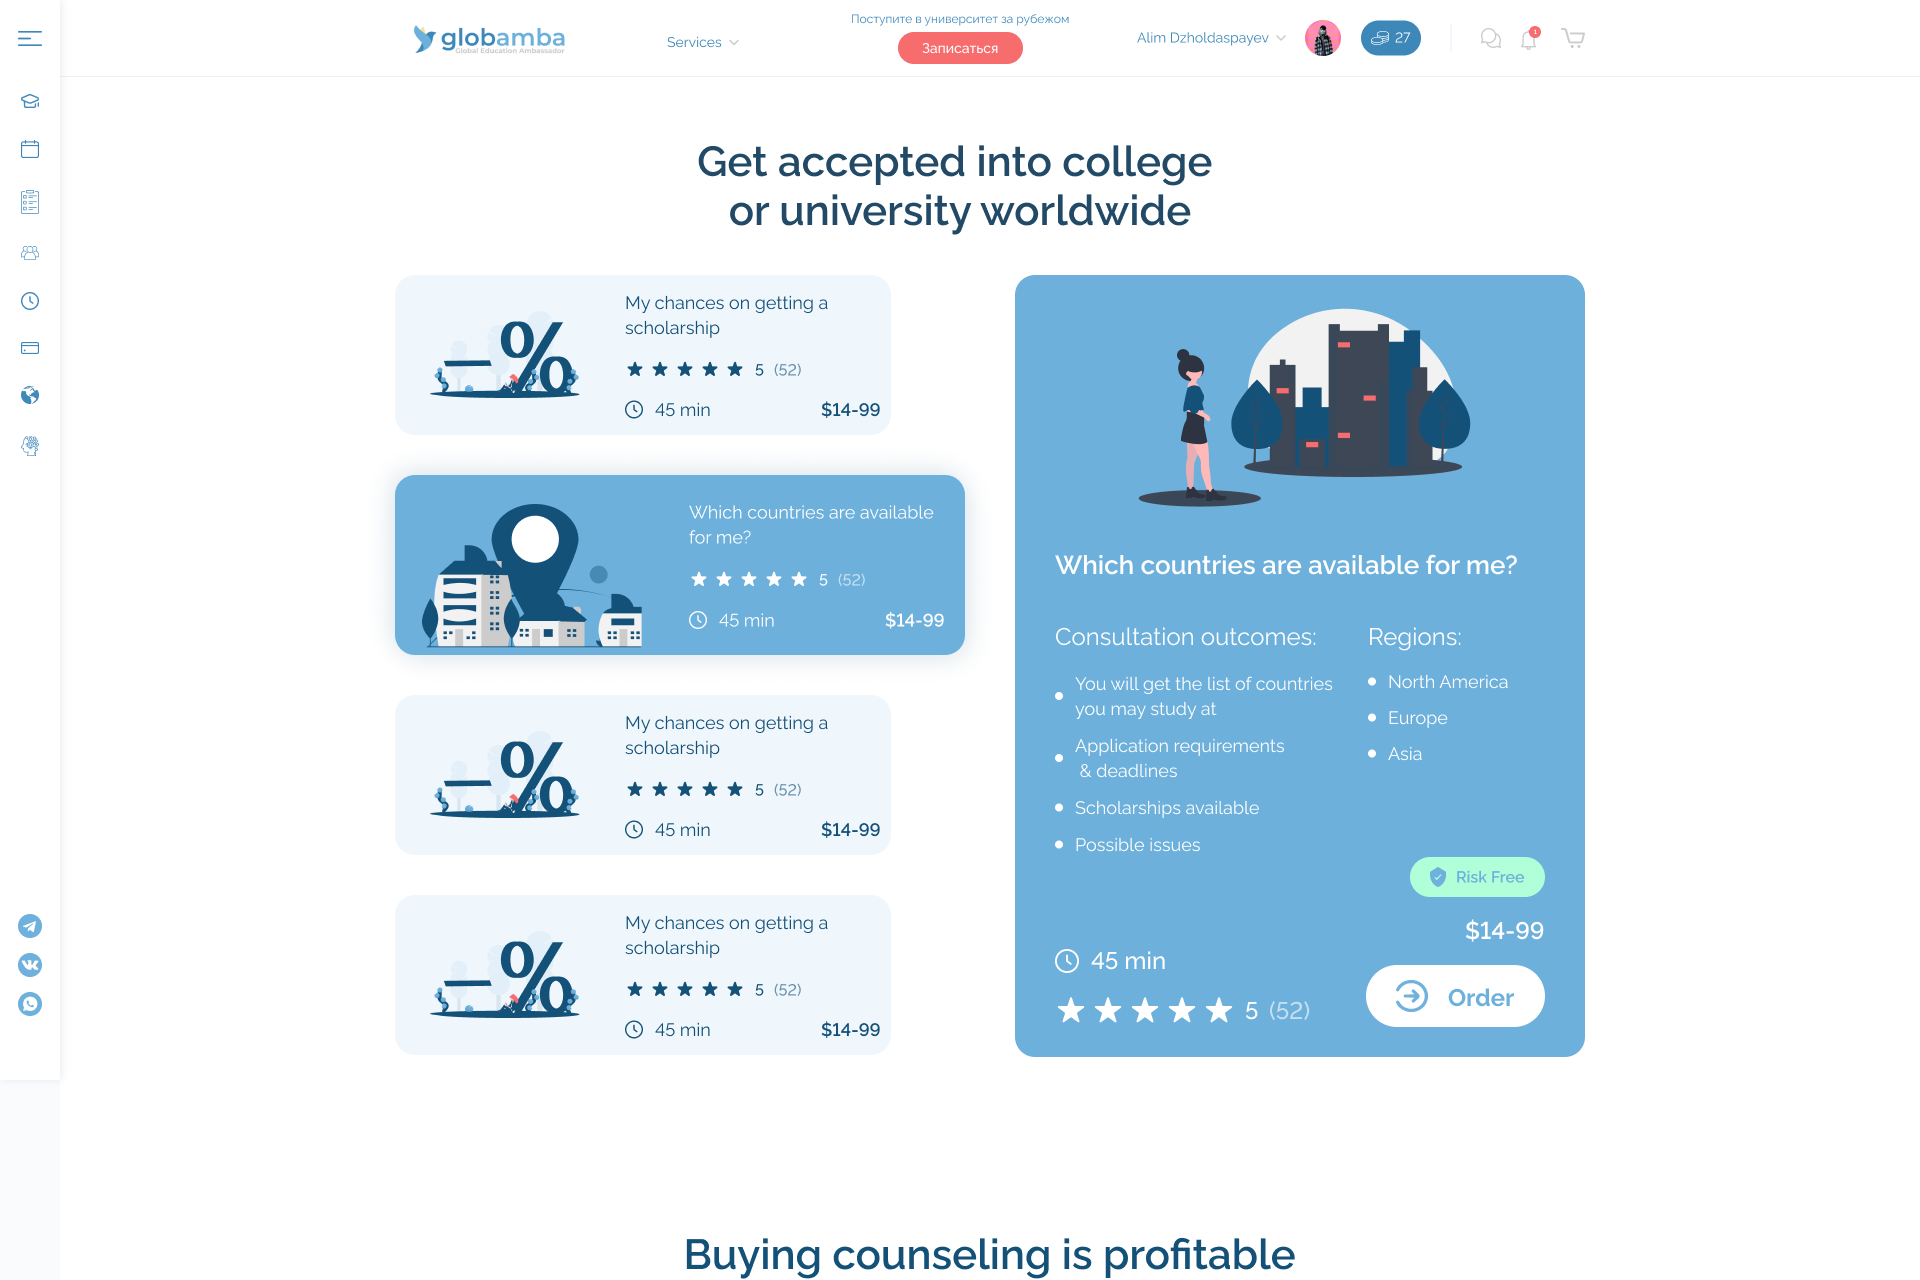 globamba
Global Education Ambassador
Services
Поступите в университет за рубежом
Записаться
Alim Dzholdaspayev
27
1
Get accepted into college
or university worldwide
My chances on getting a
scholarship
5 (52)
45 min
$14-99
Which countries are available
for me?
5 (52)
45 min
$14-99
My chances on getting a
scholarship
5 (52)
45 min
$14-99
My chances on getting a
scholarship
5 (52)
45 min
$14-99
%
%
%
Which countries are available for me?
Consultation outcomes:
You will get the list of countries
you may study at
Application requirements
& deadlines
Scholarships available
Possible issues
Regions:
North America
Europe
Asia
Risk Free
$14-99
45 min
5 (52)
Order
Buying counseling is profitable